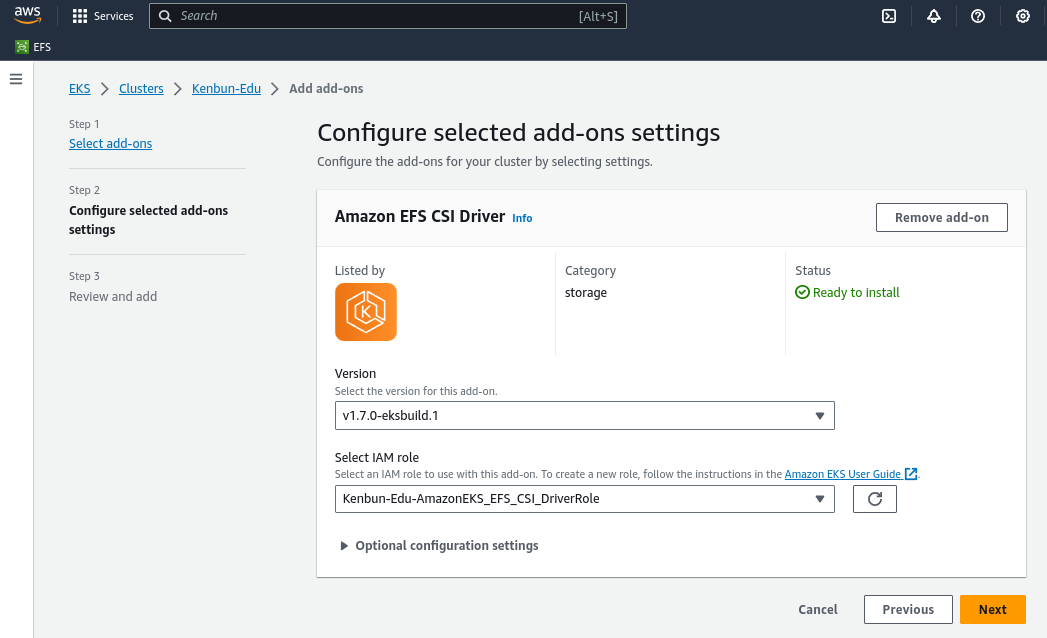 aws
Services
Search [Alt+S]
EFS
EKS Clusters Kenbun-Edu Add add-ons
Step 1
Select add-ons
Step 2
Configure selected add-ons
settings
Step 3
Review and add
Configure selected add-ons settings
Configure the add-ons for your cluster by selecting settings.
Amazon EFS CSI Driver Info
Remove add-on
Listed by
K
Category
storage
Status
Ready to install
Version
Select the version for this add-on.
v1.7.0-eksbuild.1
Select IAM role
Select an IAM role to use with this add-on. To create a new role, follow the instructions in the Amazon EKS User Guide.
Kenbun-Edu-AmazonEKS_EFS_CSI_DriverRole
Optional configuration settings
Cancel Previous Next